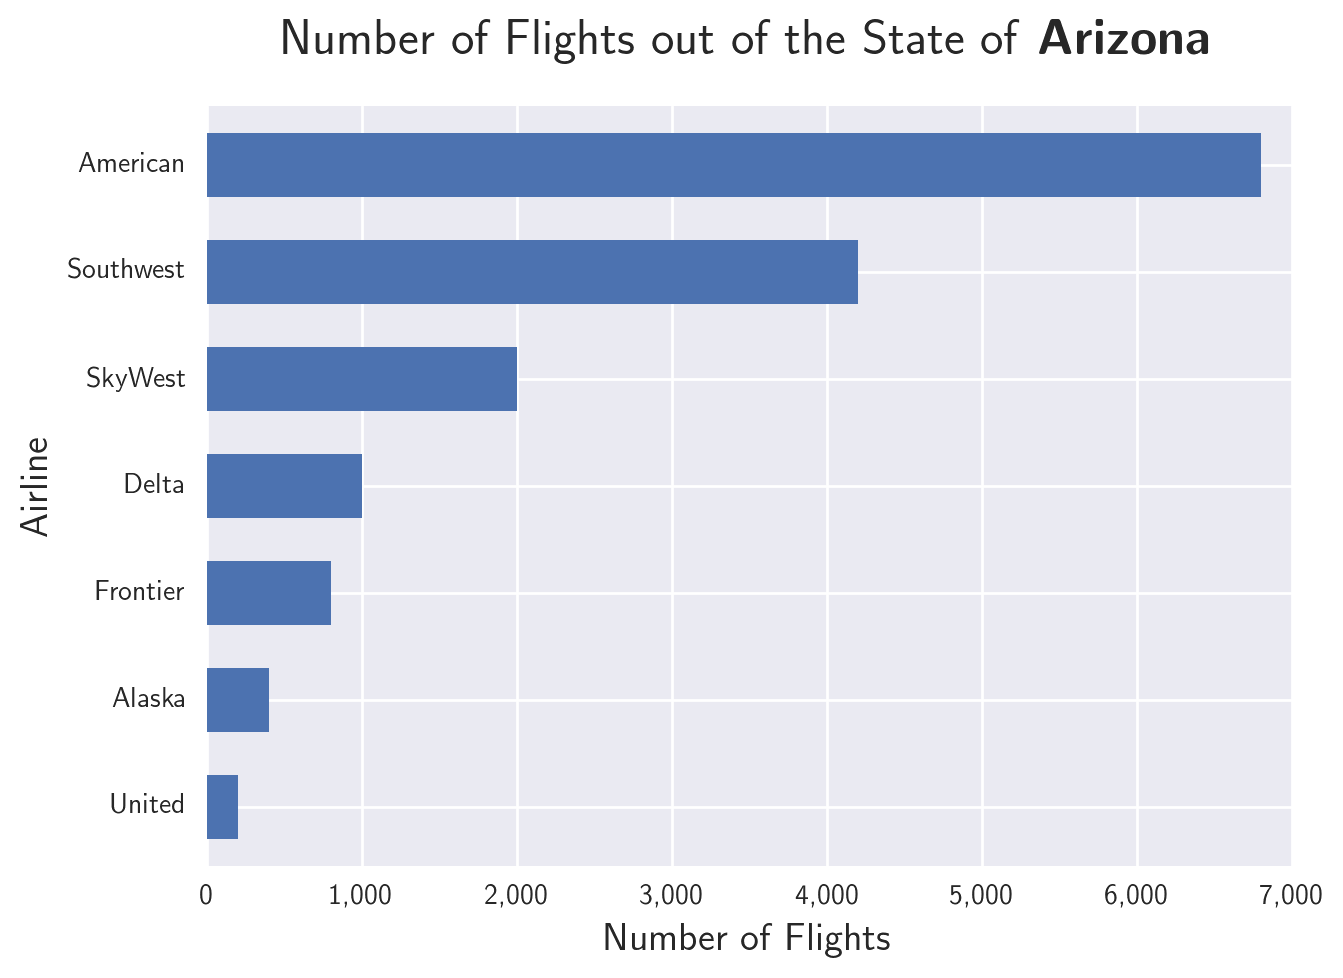 Number of Flights out of the State of Arizona
American
Southwest
SkyWest
Delta
Frontier
Alaska
United
Airline
0 1,000 2,000 3,000 4,000 5,000 6,000 7,000
Number of Flights